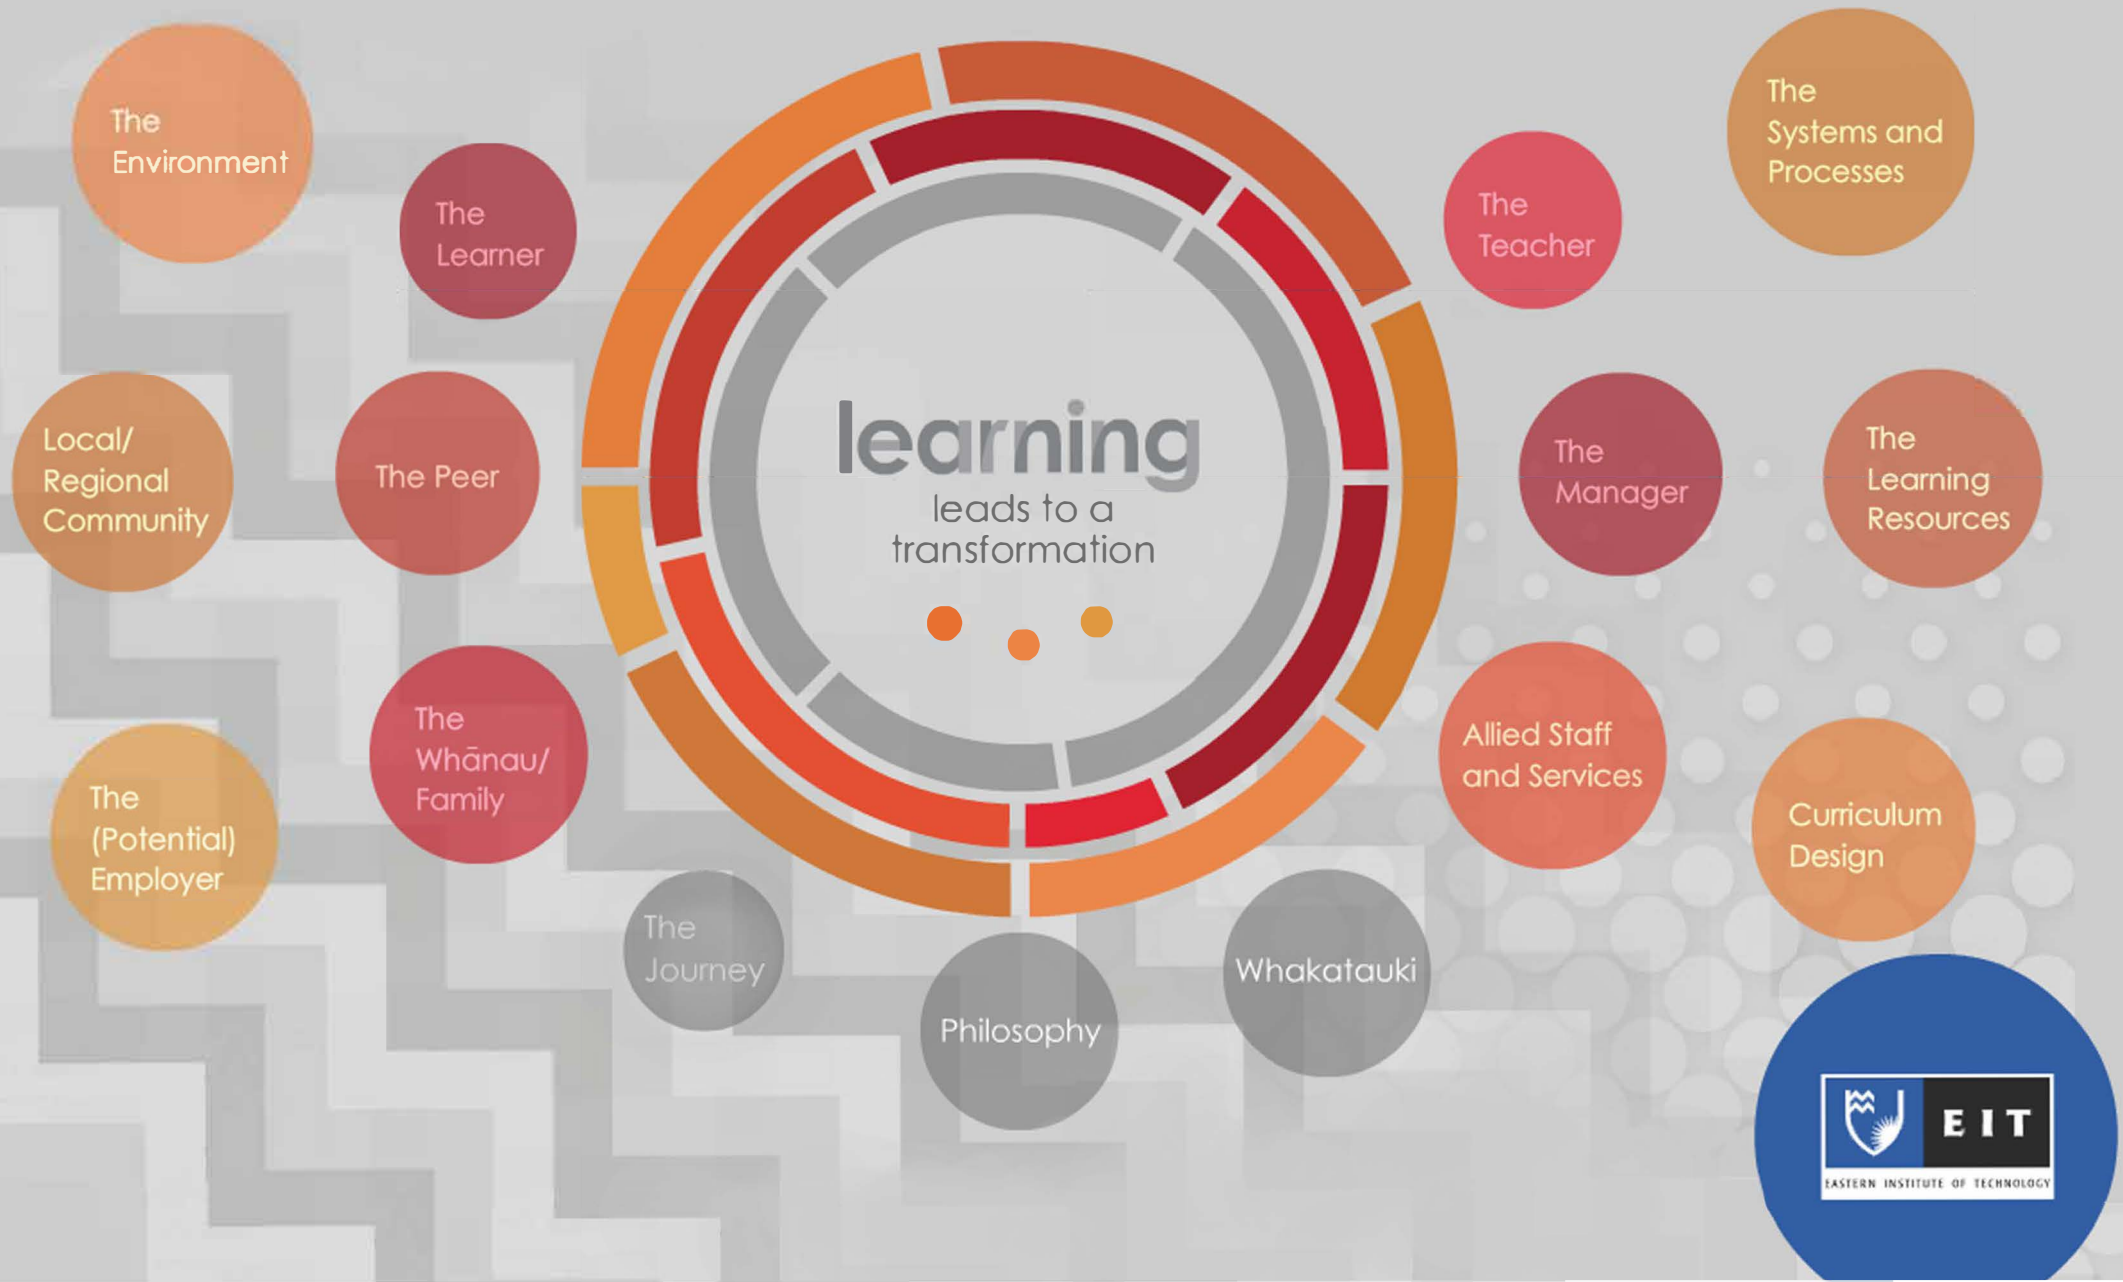 The
Environment
The
Learner
Local/
Regional
Community
The Peer
The
(Potential)
Employer
The
Whānau/
Family
learning
leads to a
transformation
The
Teacher
The
Systems and
Processes
The
Manager
The
Learning
Resources
Allied Staff
and Services
Curriculum
Design
The
Journey
Philosophy
Whakatauki
EIT
EASTERN INSTITUTE OF TECHNOLOGY